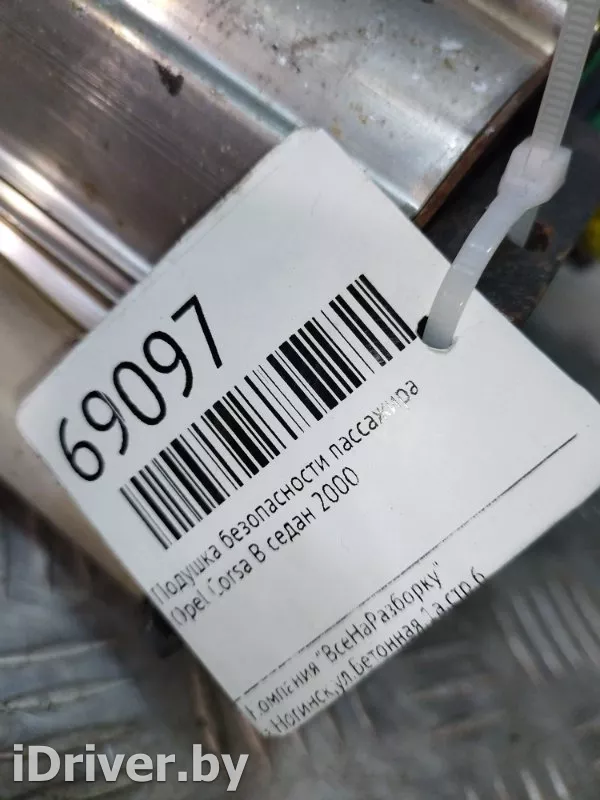 69097
Подушка безопасности пассажира
Opel Corsa B седан 2000
Компания "ВсеНаРазборку"
Ногинск,ул.Бетонная,1а,стр.6
iDriver.by